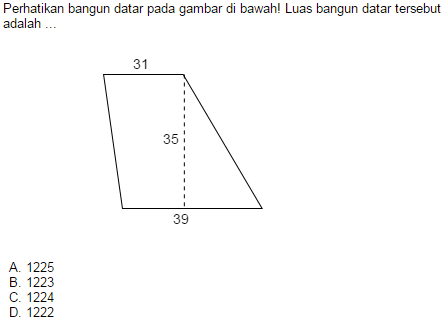 Perhatikan bangun datar pada gambar di bawah! Luas bangun datar tersebut
adalah ...
31
35
39
A. 1225
B. 1223
C. 1224
D. 1222